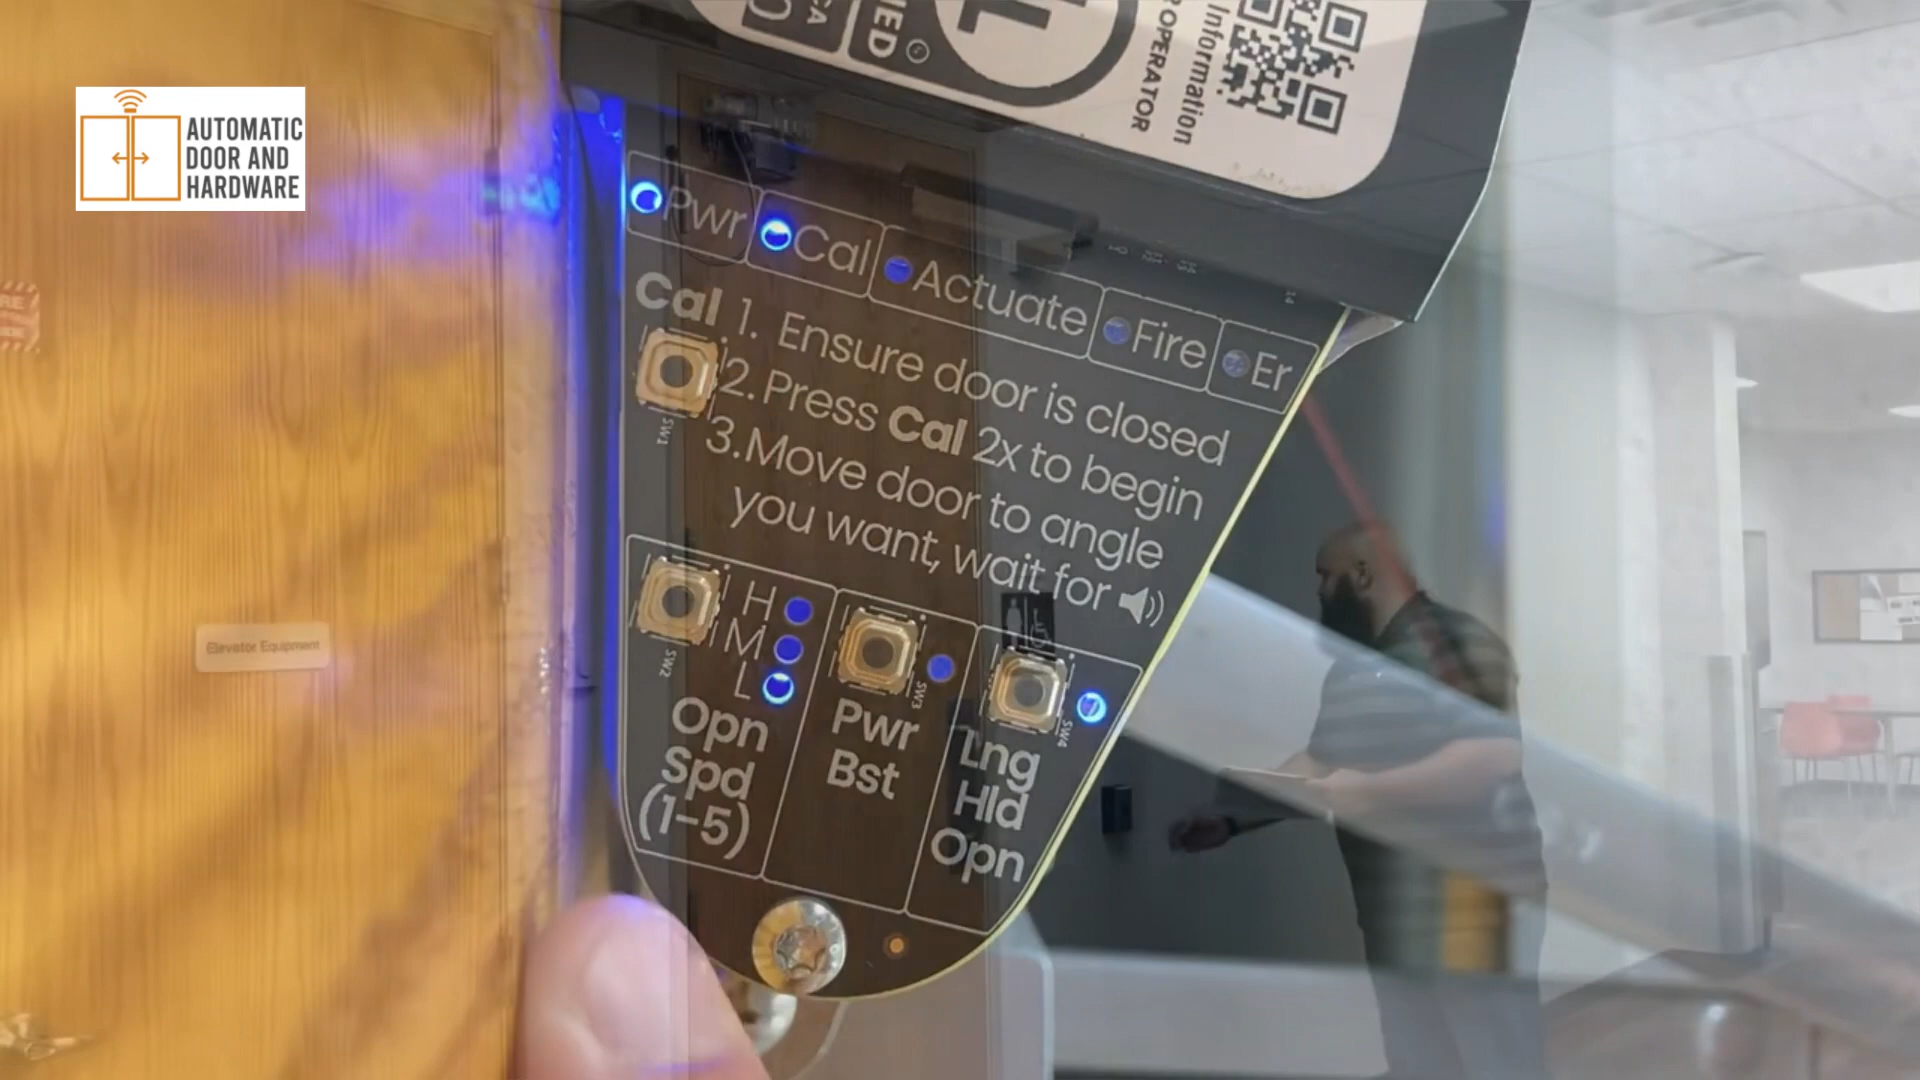 AUTOMATIC
DOOR AND
HARDWARE
OPERATOR
Information
Pwr
Cal
Actuate
Fire
Er
Cal
1. Ensure door is closed
2. Press Cal 2x to begin
3. Move door to angle
you want, wait for
SW1
SW2
H
M
L
Opn
Spd
(1-5)
SW3
Pwr
Bst
SW4
Lng
Hld
Opn
Elevator Equipment